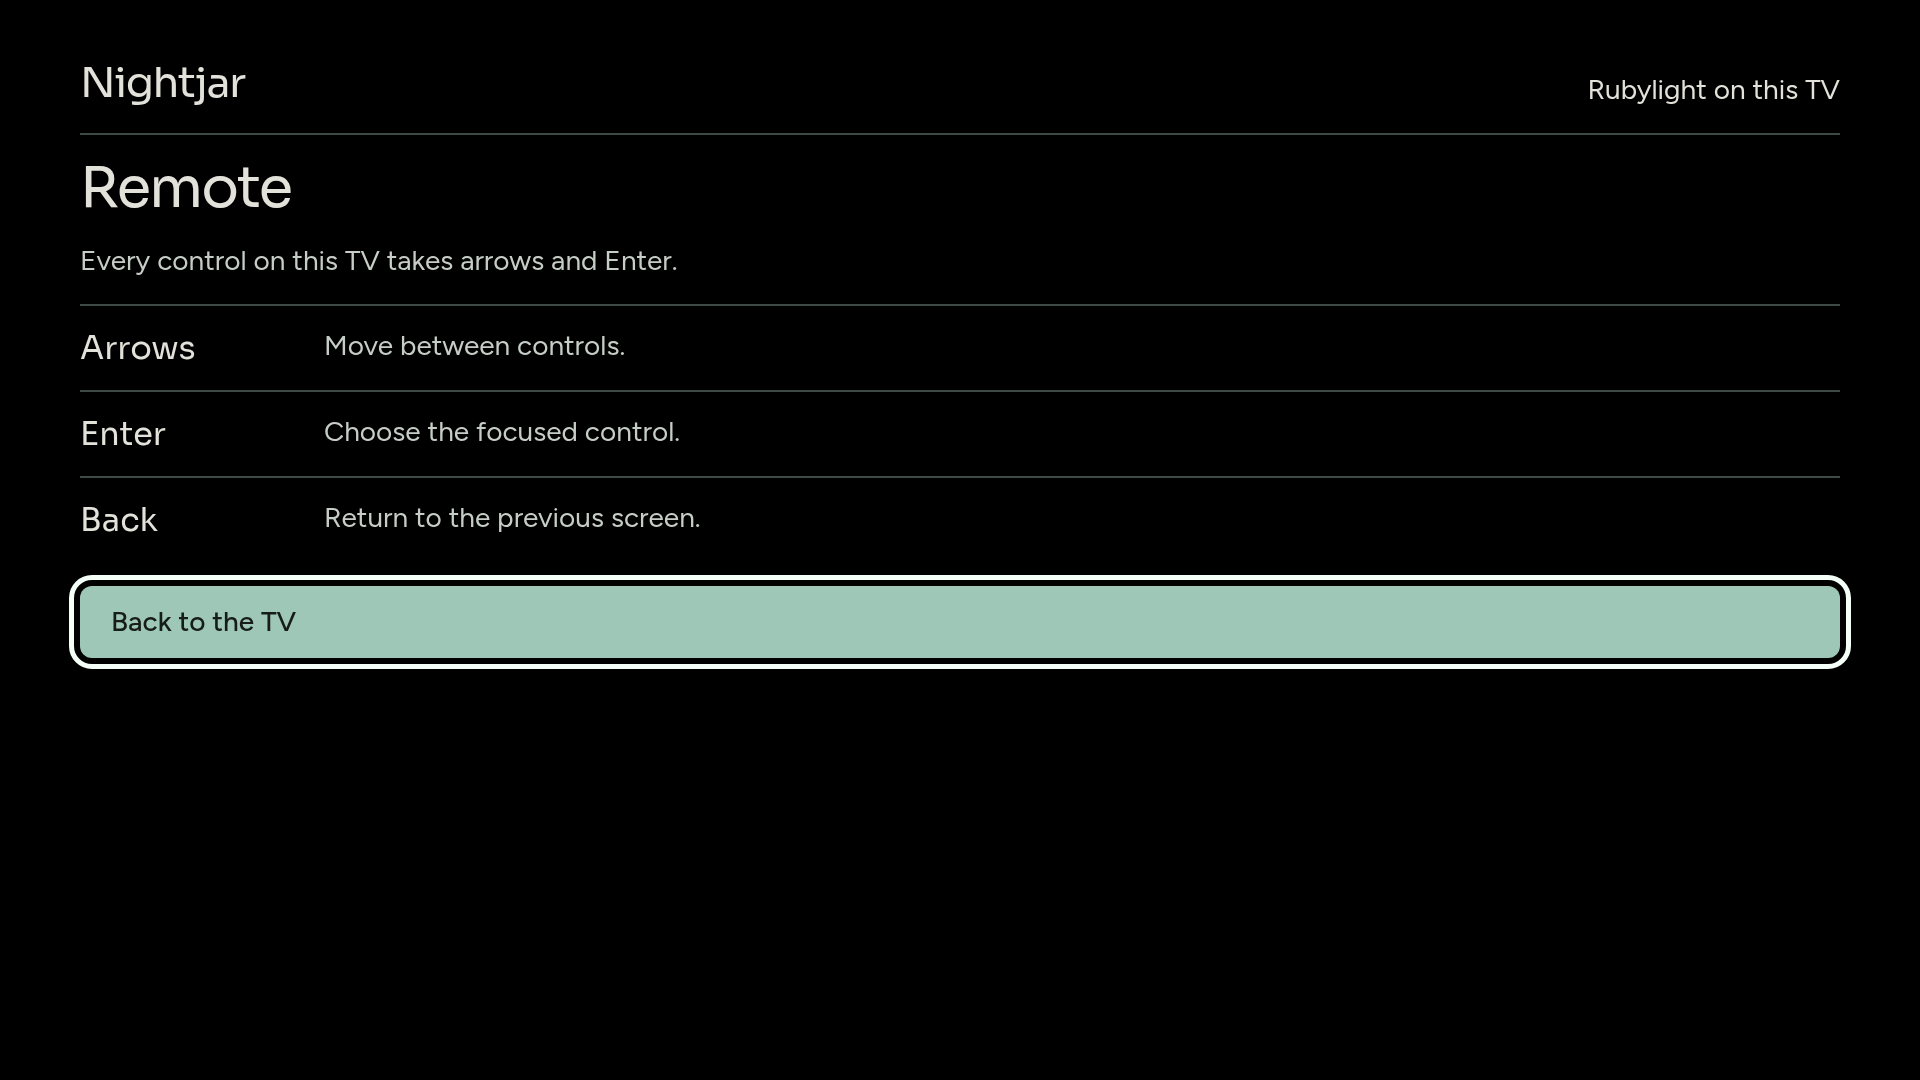 Nightjar
Rubylight on this TV
Remote
Every control on this TV takes arrows and Enter.
Arrows
Move between controls.
Enter
Choose the focused control.
Back
Return to the previous screen.
Back to the TV